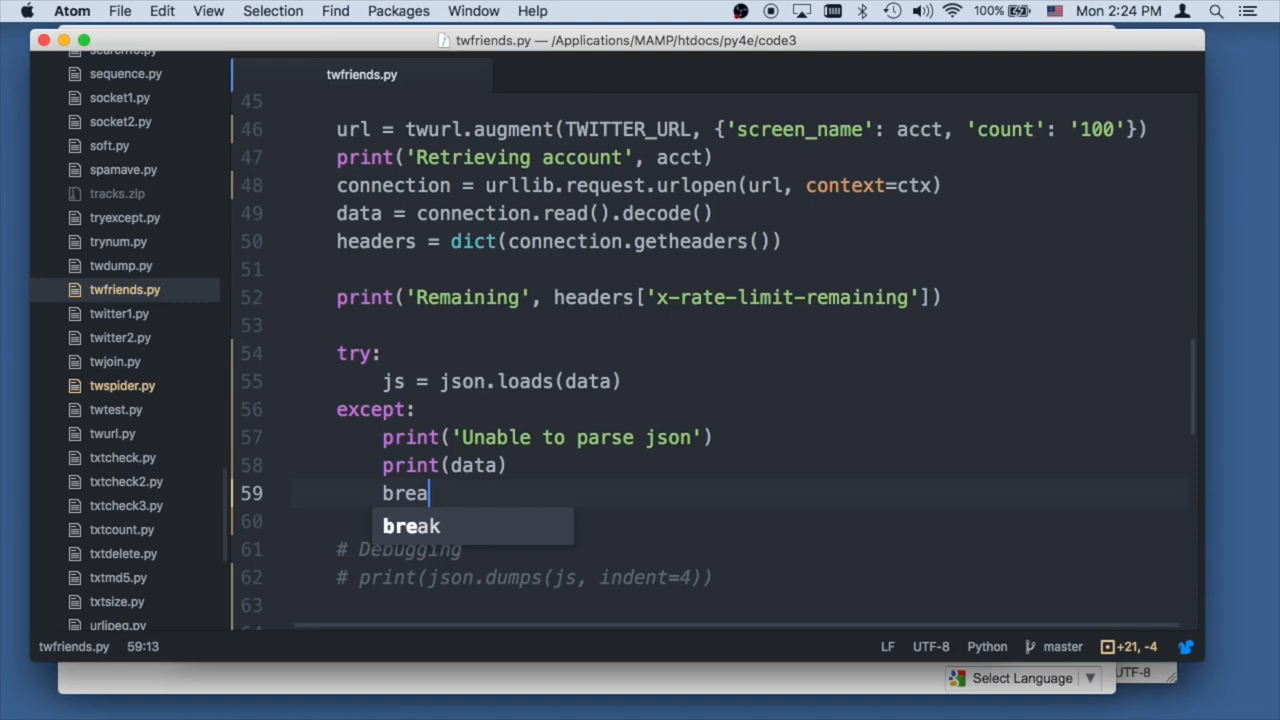 Atom File Edit View Selection Find Packages Window Help 100% Mon 2:24 PM
twfriends.py — /Applications/MAMP/htdocs/py4e/code3
searchino.py
sequence.py
socket1.py
socket2.py
soft.py
spamave.py
tracks.zip
tryexcept.py
trynum.py
twdump.py
twfriends.py
twitter1.py
twitter2.py
twjoin.py
twspider.py
twtest.py
twurl.py
txtcheck.py
txtcheck2.py
txtcheck3.py
txtcount.py
txtdelete.py
txtmd5.py
txtsize.py
urljpeg.py
twfriends.py
45
46 url = twurl.augment(TWITTER_URL, {'screen_name': acct, 'count': '100'})
47 print('Retrieving account', acct)
48 connection = urllib.request.urlopen(url, context=ctx)
49 data = connection.read().decode()
50 headers = dict(connection.getheaders())
51
52 print('Remaining', headers['x-rate-limit-remaining'])
53
54 try:
55 js = json.loads(data)
56 except:
57 print('Unable to parse json')
58 print(data)
59 brea
60 break
61 # Debugging
62 # print(json.dumps(js, indent=4))
63
twfriends.py 59:13 LF UTF-8 Python master +21, -4
Select Language ▼ UTF-8